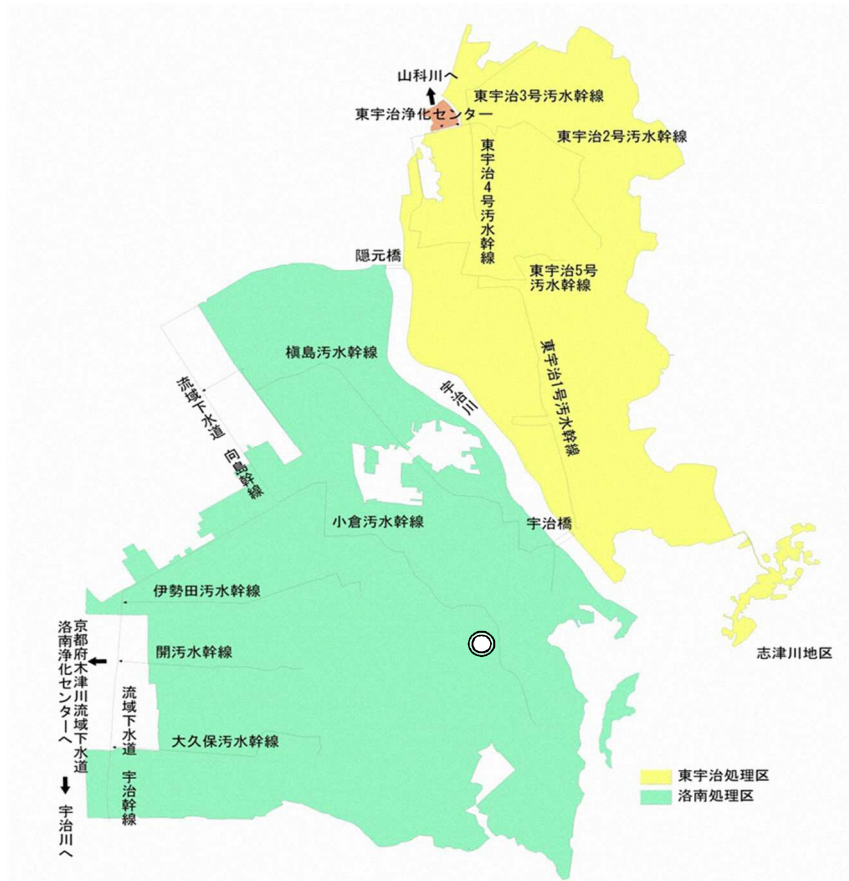 山科川へ
東宇治3号汚水幹線
東宇治浄化センター
東宇治2号汚水幹線
東宇治4号汚水幹線
隠元橋
東宇治5号
汚水幹線
槇島汚水幹線
東宇治1号汚水幹線
宇治川
流域下水道 向島幹線
小倉汚水幹線
宇治橋
伊勢田汚水幹線
京都府木津川流域下水道
洛南浄化センターへ
開汚水幹線
志津川地区
流域下水道 宇治幹線
大久保汚水幹線
宇治川へ
東宇治処理区
洛南処理区